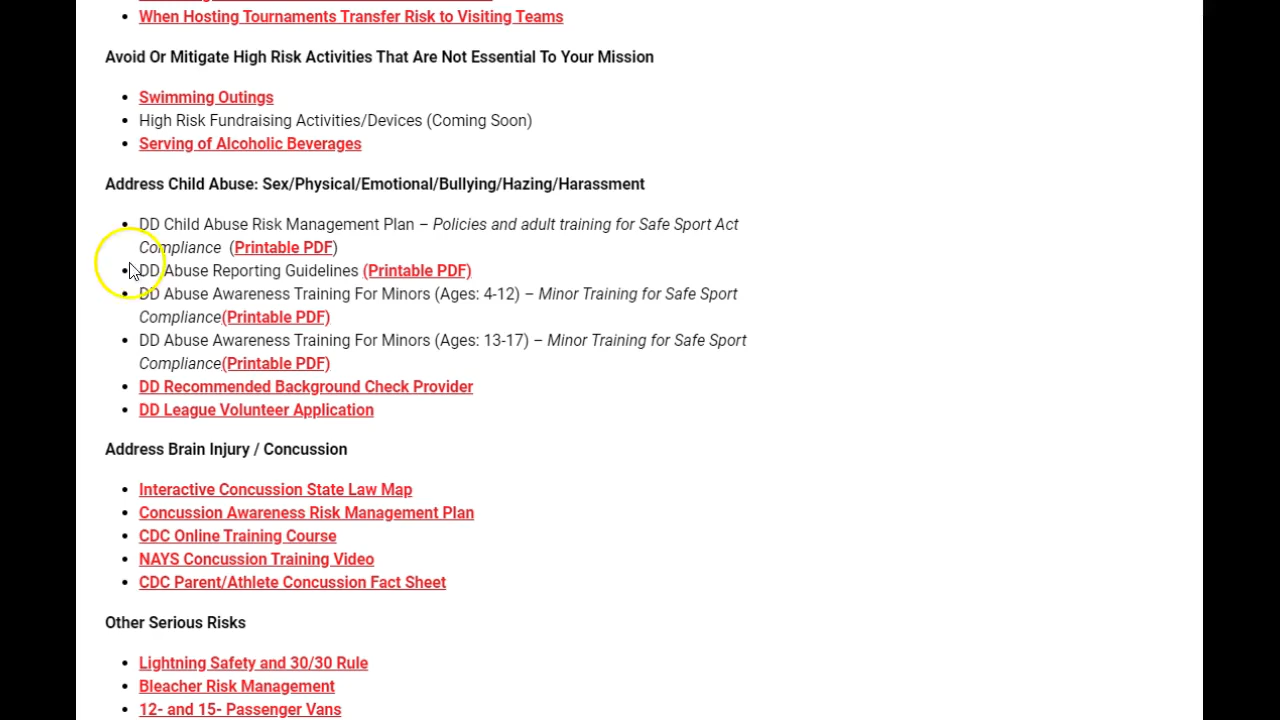 When Hosting Tournaments Transfer Risk to Visiting Teams
Avoid Or Mitigate High Risk Activities That Are Not Essential To Your Mission
Swimming Outings
High Risk Fundraising Activities/Devices (Coming Soon)
Serving of Alcoholic Beverages
Address Child Abuse: Sex/Physical/Emotional/Bullying/Hazing/Harassment
DD Child Abuse Risk Management Plan – Policies and adult training for Safe Sport Act
Compliance (Printable PDF)
DD Abuse Reporting Guidelines (Printable PDF)
DD Abuse Awareness Training For Minors (Ages: 4-12) – Minor Training for Safe Sport
Compliance(Printable PDF)
DD Abuse Awareness Training For Minors (Ages: 13-17) – Minor Training for Safe Sport
Compliance(Printable PDF)
DD Recommended Background Check Provider
DD League Volunteer Application
Address Brain Injury / Concussion
Interactive Concussion State Law Map
Concussion Awareness Risk Management Plan
CDC Online Training Course
NAYS Concussion Training Video
CDC Parent/Athlete Concussion Fact Sheet
Other Serious Risks
Lightning Safety and 30/30 Rule
Bleacher Risk Management
12- and 15- Passenger Vans